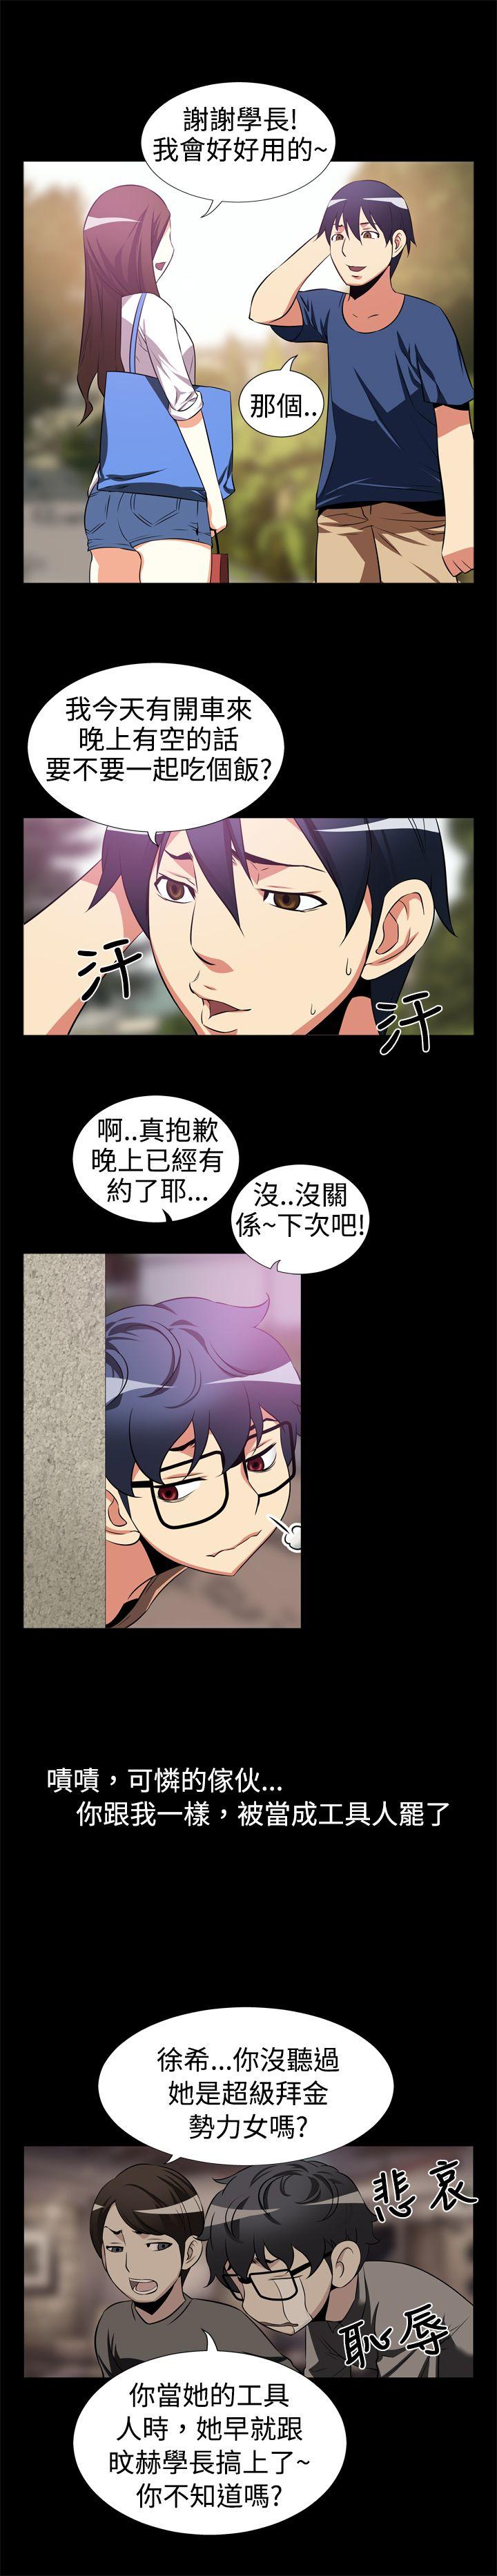 謝謝學長!
我會好好用的~
那個..
我今天有開車來
晚上有空的話
要不要一起吃個飯?
汗
汗
啊..真抱歉
晚上已經有
約了耶...
沒..沒關
係~下次吧!
嘖嘖，可憐的傢伙...
你跟我一樣，被當成工具人罷了
徐希...你沒聽過
她是超級拜金
勢力女嗎?
悲哀
恥辱
你當她的工具
人時，她早就跟
旼赫學長搞上了~
你不知道嗎?